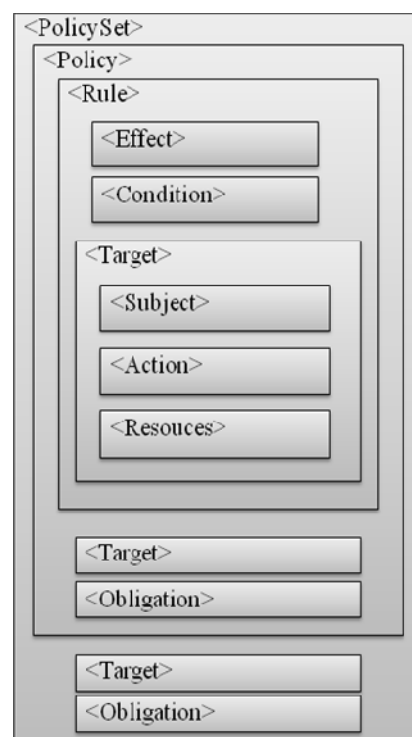 <PolicySet>
<Policy>
<Rule>
<Effect>
<Condition>
<Target>
<Subject>
<Action>
<Resouces>
<Target>
<Obligation>
<Target>
<Obligation>